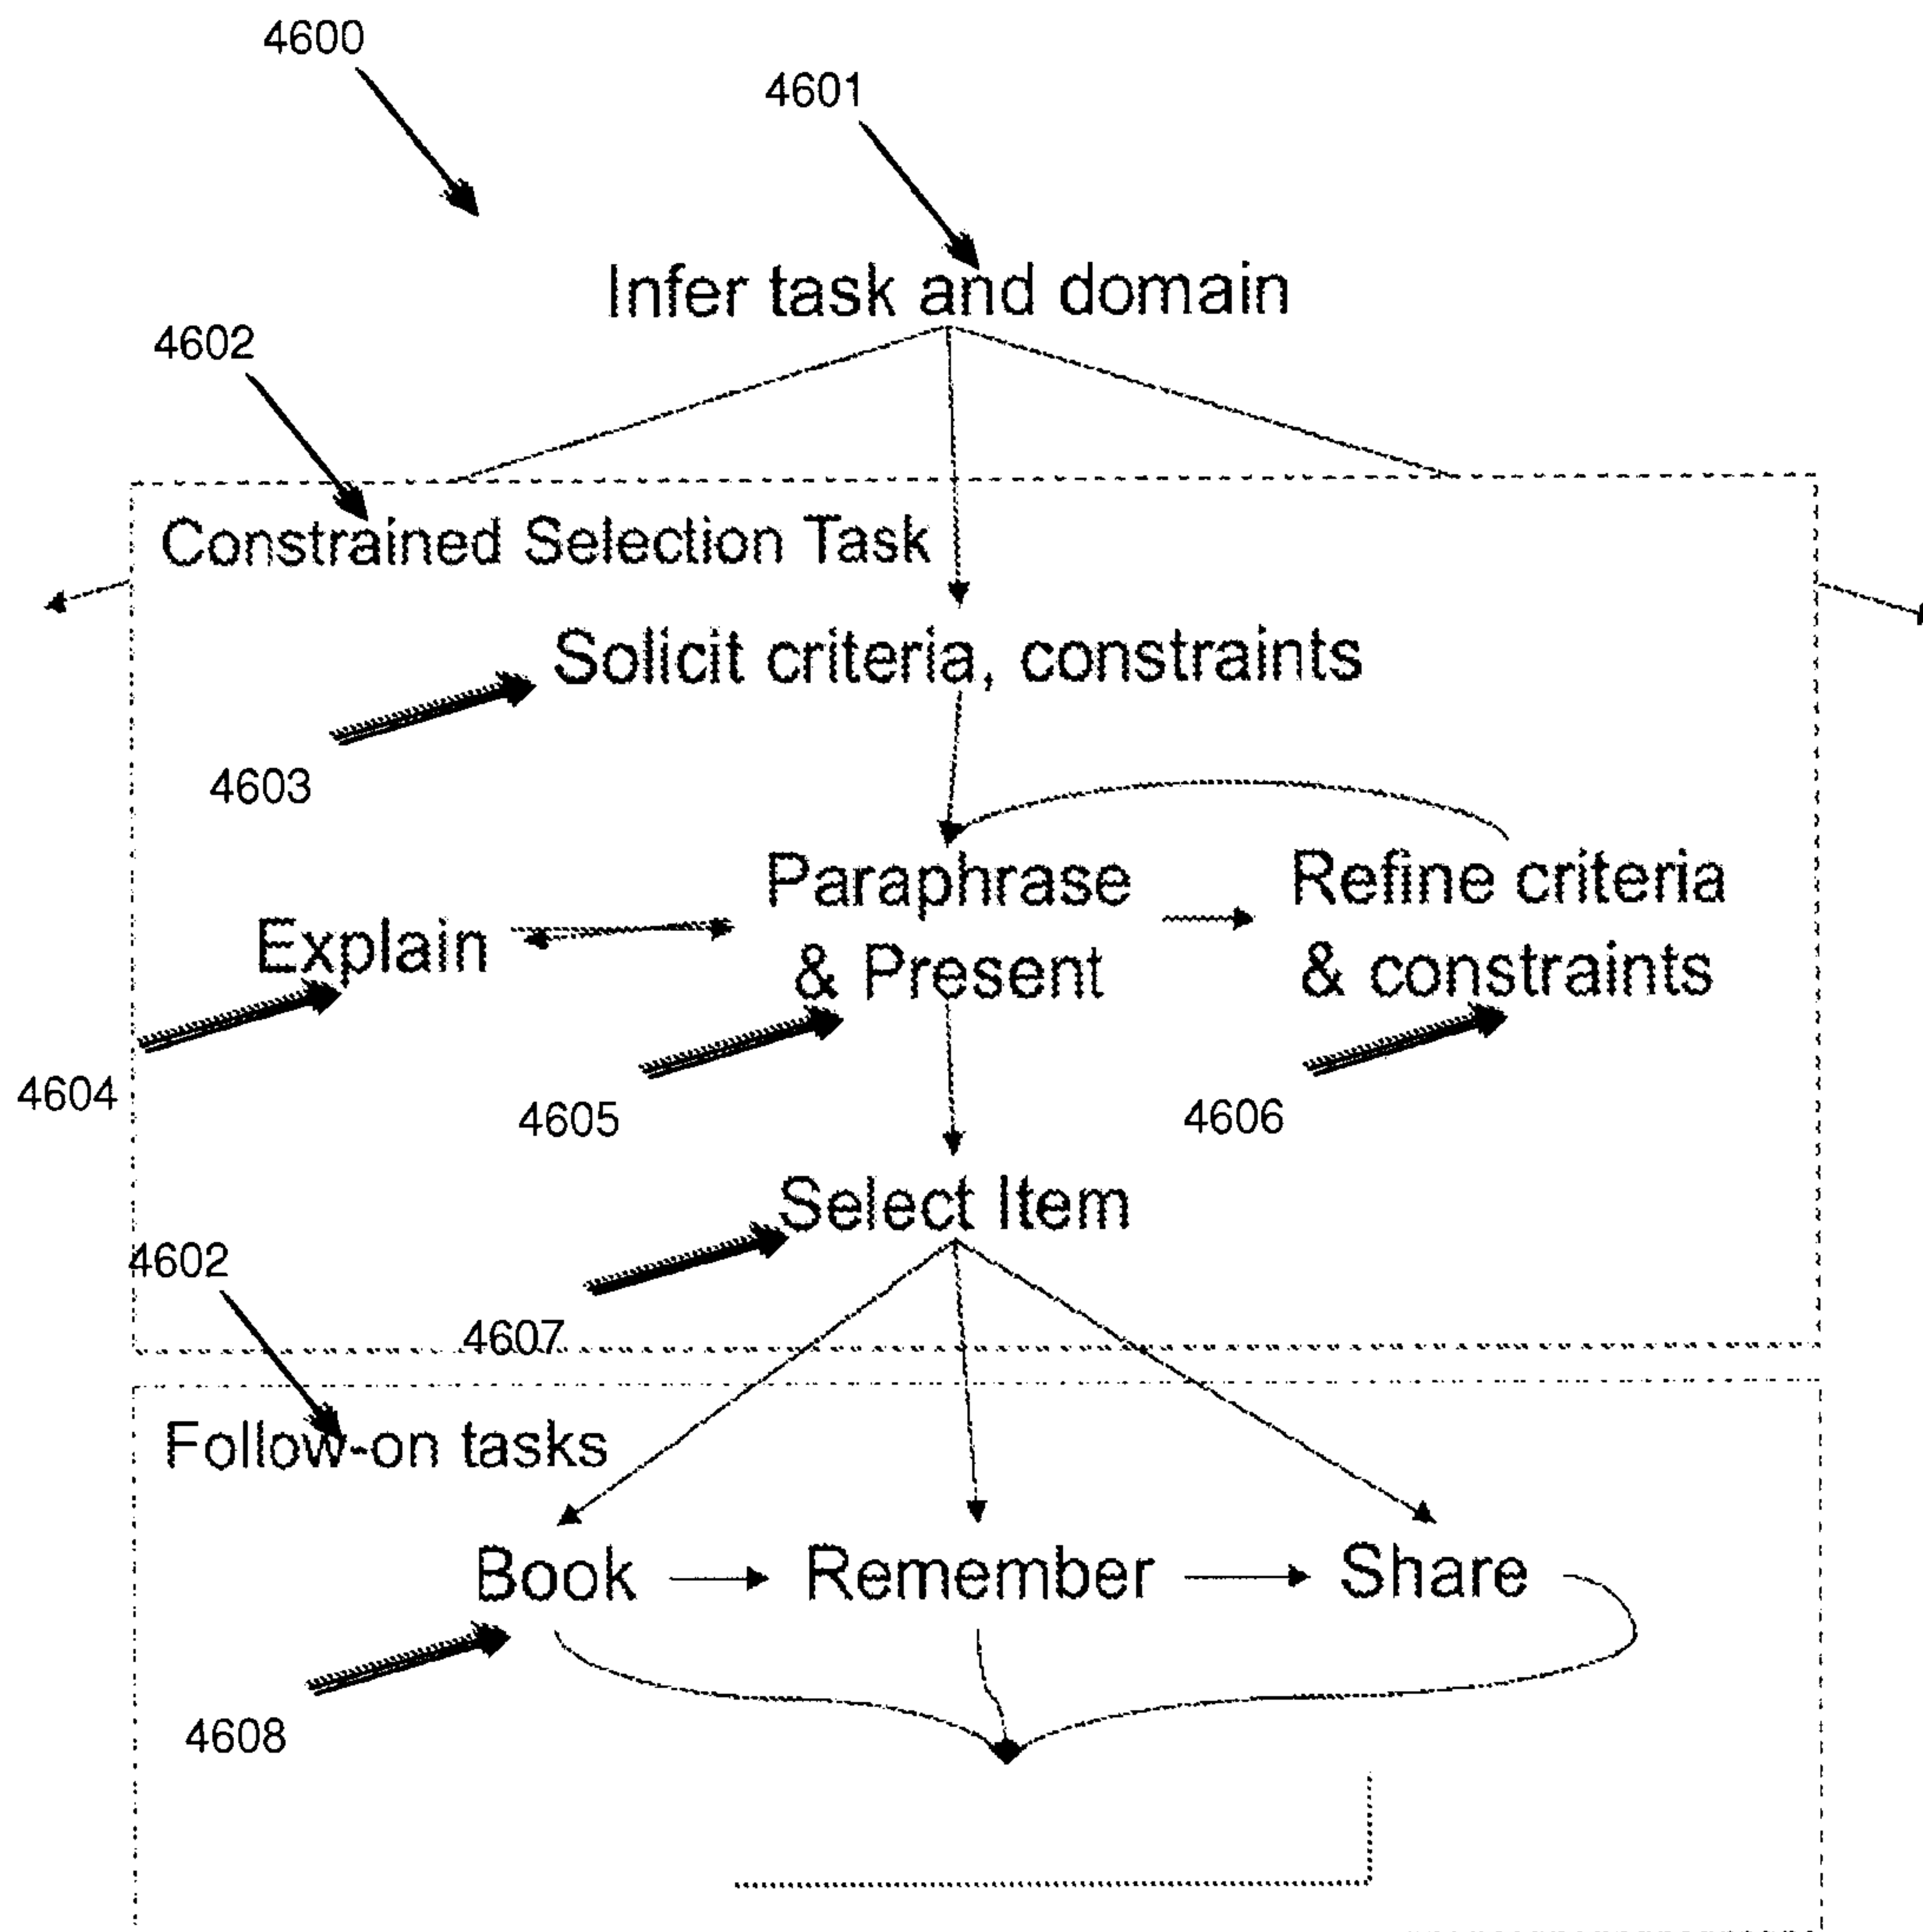 4600
4601
Infer task and domain
4602
Constrained Selection Task
Solicit criteria, constraints
4603
Paraphrase
& Present
Refine criteria
& constraints
Explain
4604
4605
4606
Select Item
4602
4607
Follow-on tasks
Book
Remember
Share
4608